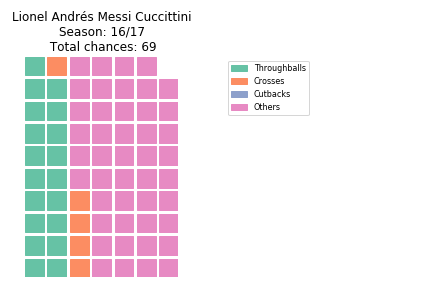 Lionel Andrés Messi Cuccittini
Season: 16/17
Total chances: 69
Throughballs
Crosses
Cutbacks
Others